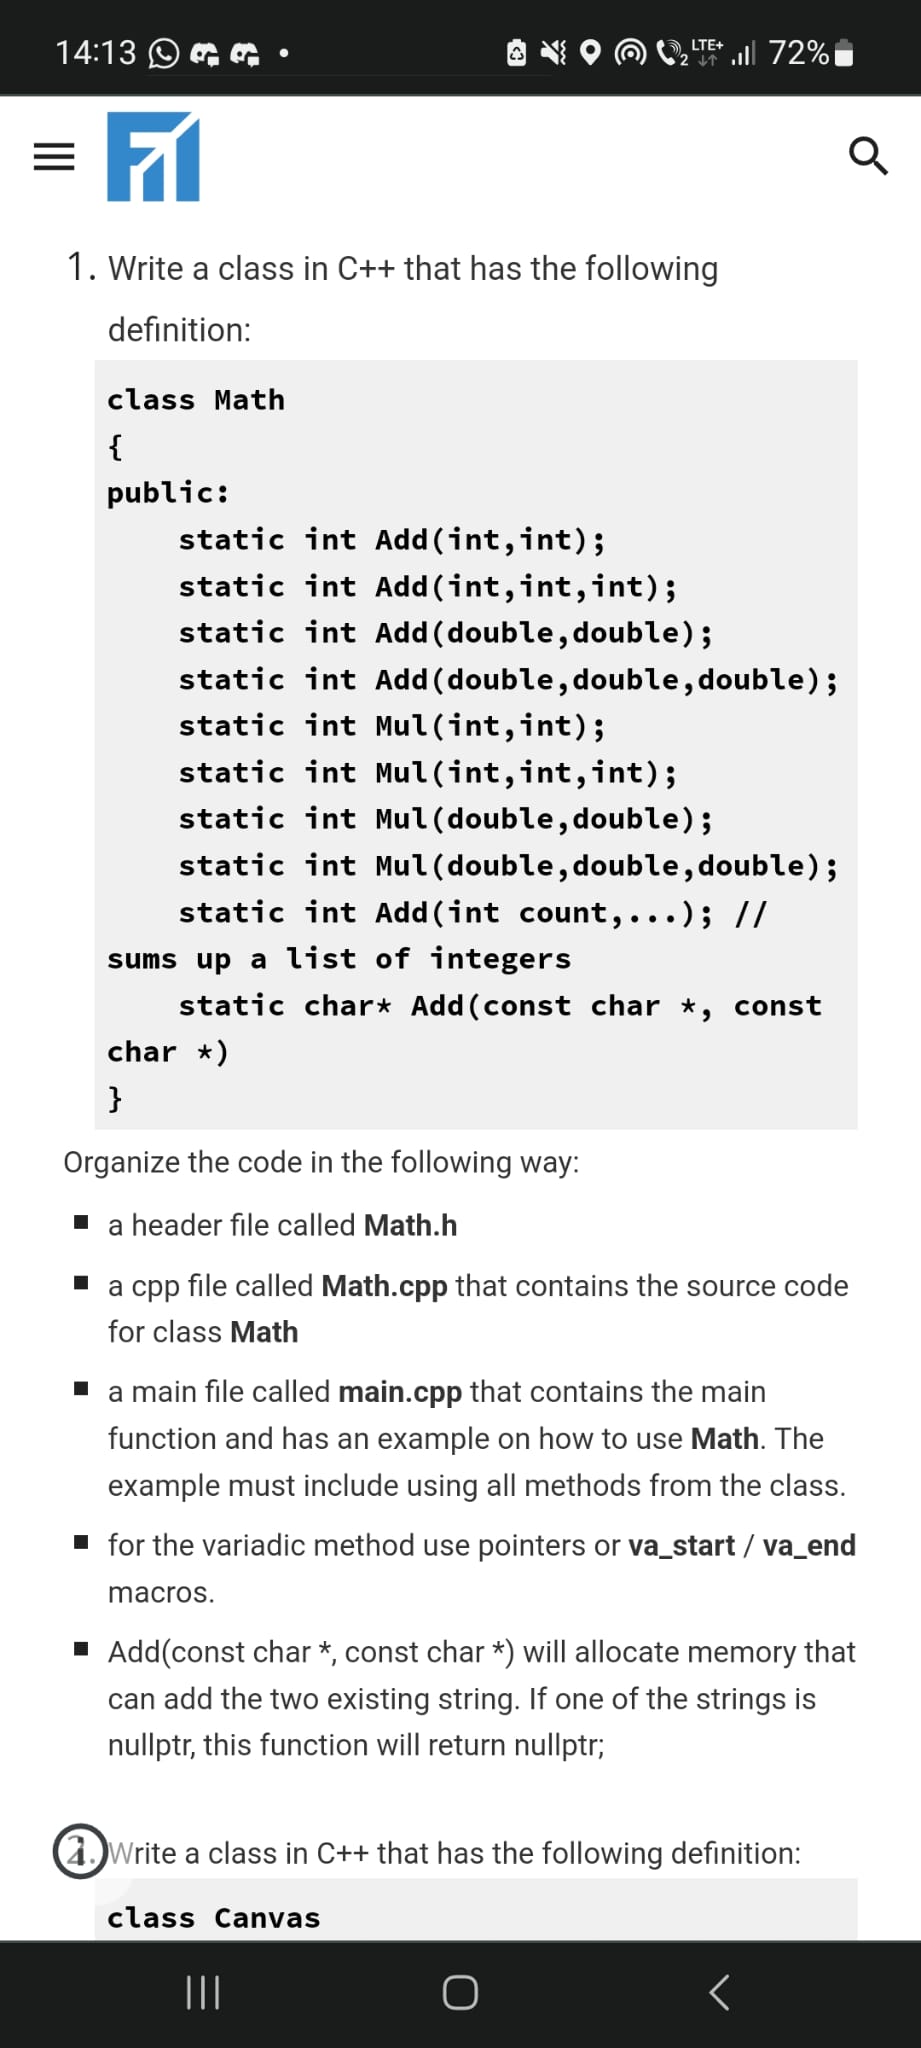 14:13
2 LTE+ 72%
1. Write a class in C++ that has the following
definition:
class Math
{
public:
static int Add(int,int);
static int Add(int,int,int);
static int Add(double,double);
static int Add(double,double,double);
static int Mul(int,int);
static int Mul(int,int,int);
static int Mul(double,double);
static int Mul(double,double,double);
static int Add(int count,...); //
sums up a list of integers
static char* Add(const char *, const
char *)
}
Organize the code in the following way:
▪ a header file called Math.h
▪ a cpp file called Math.cpp that contains the source code
for class Math
▪ a main file called main.cpp that contains the main
function and has an example on how to use Math. The
example must include using all methods from the class.
▪ for the variadic method use pointers or va_start / va_end
macros.
▪ Add(const char *, const char *) will allocate memory that
can add the two existing string. If one of the strings is
nullptr, this function will return nullptr;
Write a class in C++ that has the following definition:
class Canvas